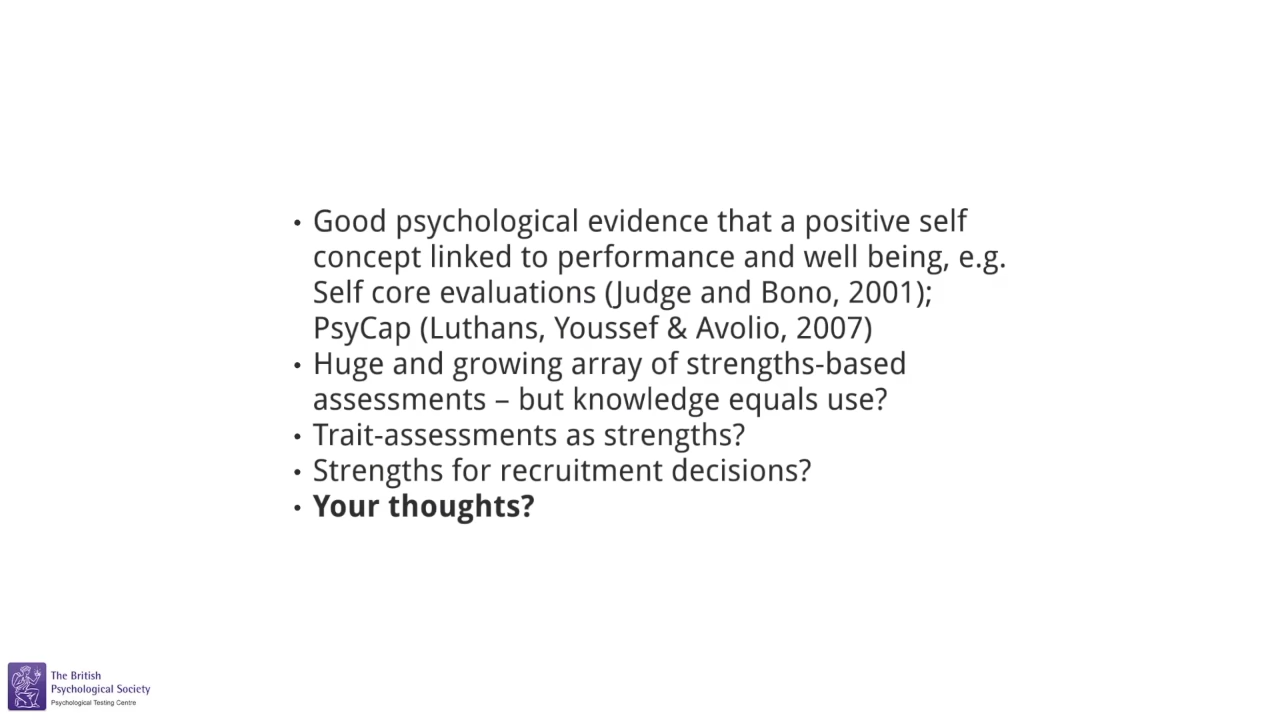 • Good psychological evidence that a positive self
concept linked to performance and well being, e.g.
Self core evaluations (Judge and Bono, 2001);
PsyCap (Luthans, Youssef & Avolio, 2007)
• Huge and growing array of strengths-based
assessments – but knowledge equals use?
• Trait-assessments as strengths?
• Strengths for recruitment decisions?
• Your thoughts?
The British
Psychological Society
Psychological Testing Centre